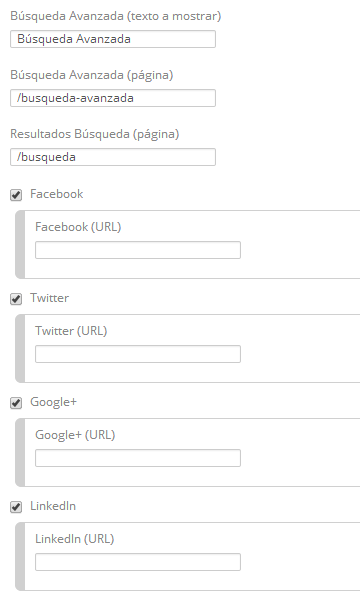 Búsqueda Avanzada (texto a mostrar)
Búsqueda Avanzada
Búsqueda Avanzada (página)
/busqueda-avanzada
Resultados Búsqueda (página)
/busqueda
Facebook
Facebook (URL)
Twitter
Twitter (URL)
Google+
Google+ (URL)
LinkedIn
LinkedIn (URL)